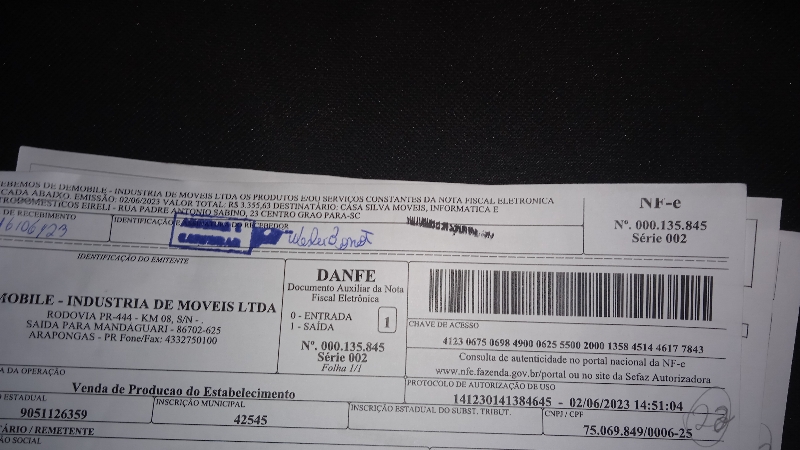 EBEMOS DE DEMOBILE - INDUSTRIA DE MOVEIS LTDA OS PRODUTOS E/OU SERVIÇOS CONSTANTES DA NOTA FISCAL ELETRONICA
CADA ABAIXO. EMISSÃO: 02/06/2023 VALOR TOTAL: R$ 3.355,63 DESTINATÁRIO: CASA SILVA MOVEIS, INFORMATICA E
TRODOMESTICOS EIRELI - RUA PADRE ANTONIO SABINO, 23 CENTRO GRAO PARA-SC
NF-e
Nº. 000.135.845
Série 002
DE RECEBIMENTO
16/06/23
IDENTIFICAÇÃO
RECEBEDOR
IDENTIFICAÇÃO DO EMITENTE
MOBILE - INDUSTRIA DE MOVEIS LTDA
RODOVIA PR-444 - KM 08, S/N - .
SAIDA PARA MANDAGUARI - 86702-625
ARAPONGAS - PR Fone/Fax: 4332750100
DANFE
Documento Auxiliar da Nota
Fiscal Eletrônica
0 - ENTRADA
1 - SAÍDA
1
Nº. 000.135.845
Série 002
Folha 1/1
CHAVE DE ACESSO
4123 0675 0698 4900 0625 5500 2000 1358 4514 4617 7843
Consulta de autenticidade no portal nacional da NF-e
www.nfe.fazenda.gov.br/portal ou no site da Sefaz Autorizadora
A DA OPERAÇÃO
Venda de Producao do Estabelecimento
PROTOCOLO DE AUTORIZAÇÃO DE USO
141230141384645 - 02/06/2023 14:51:04
O ESTADUAL
9051126359
INSCRIÇÃO MUNICIPAL
42545
INSCRIÇÃO ESTADUAL DO SUBST. TRIBUT.
CNPJ / CPF
75.069.849/0006-25
TÁRIO / REMETENTE
ÃO SOCIAL